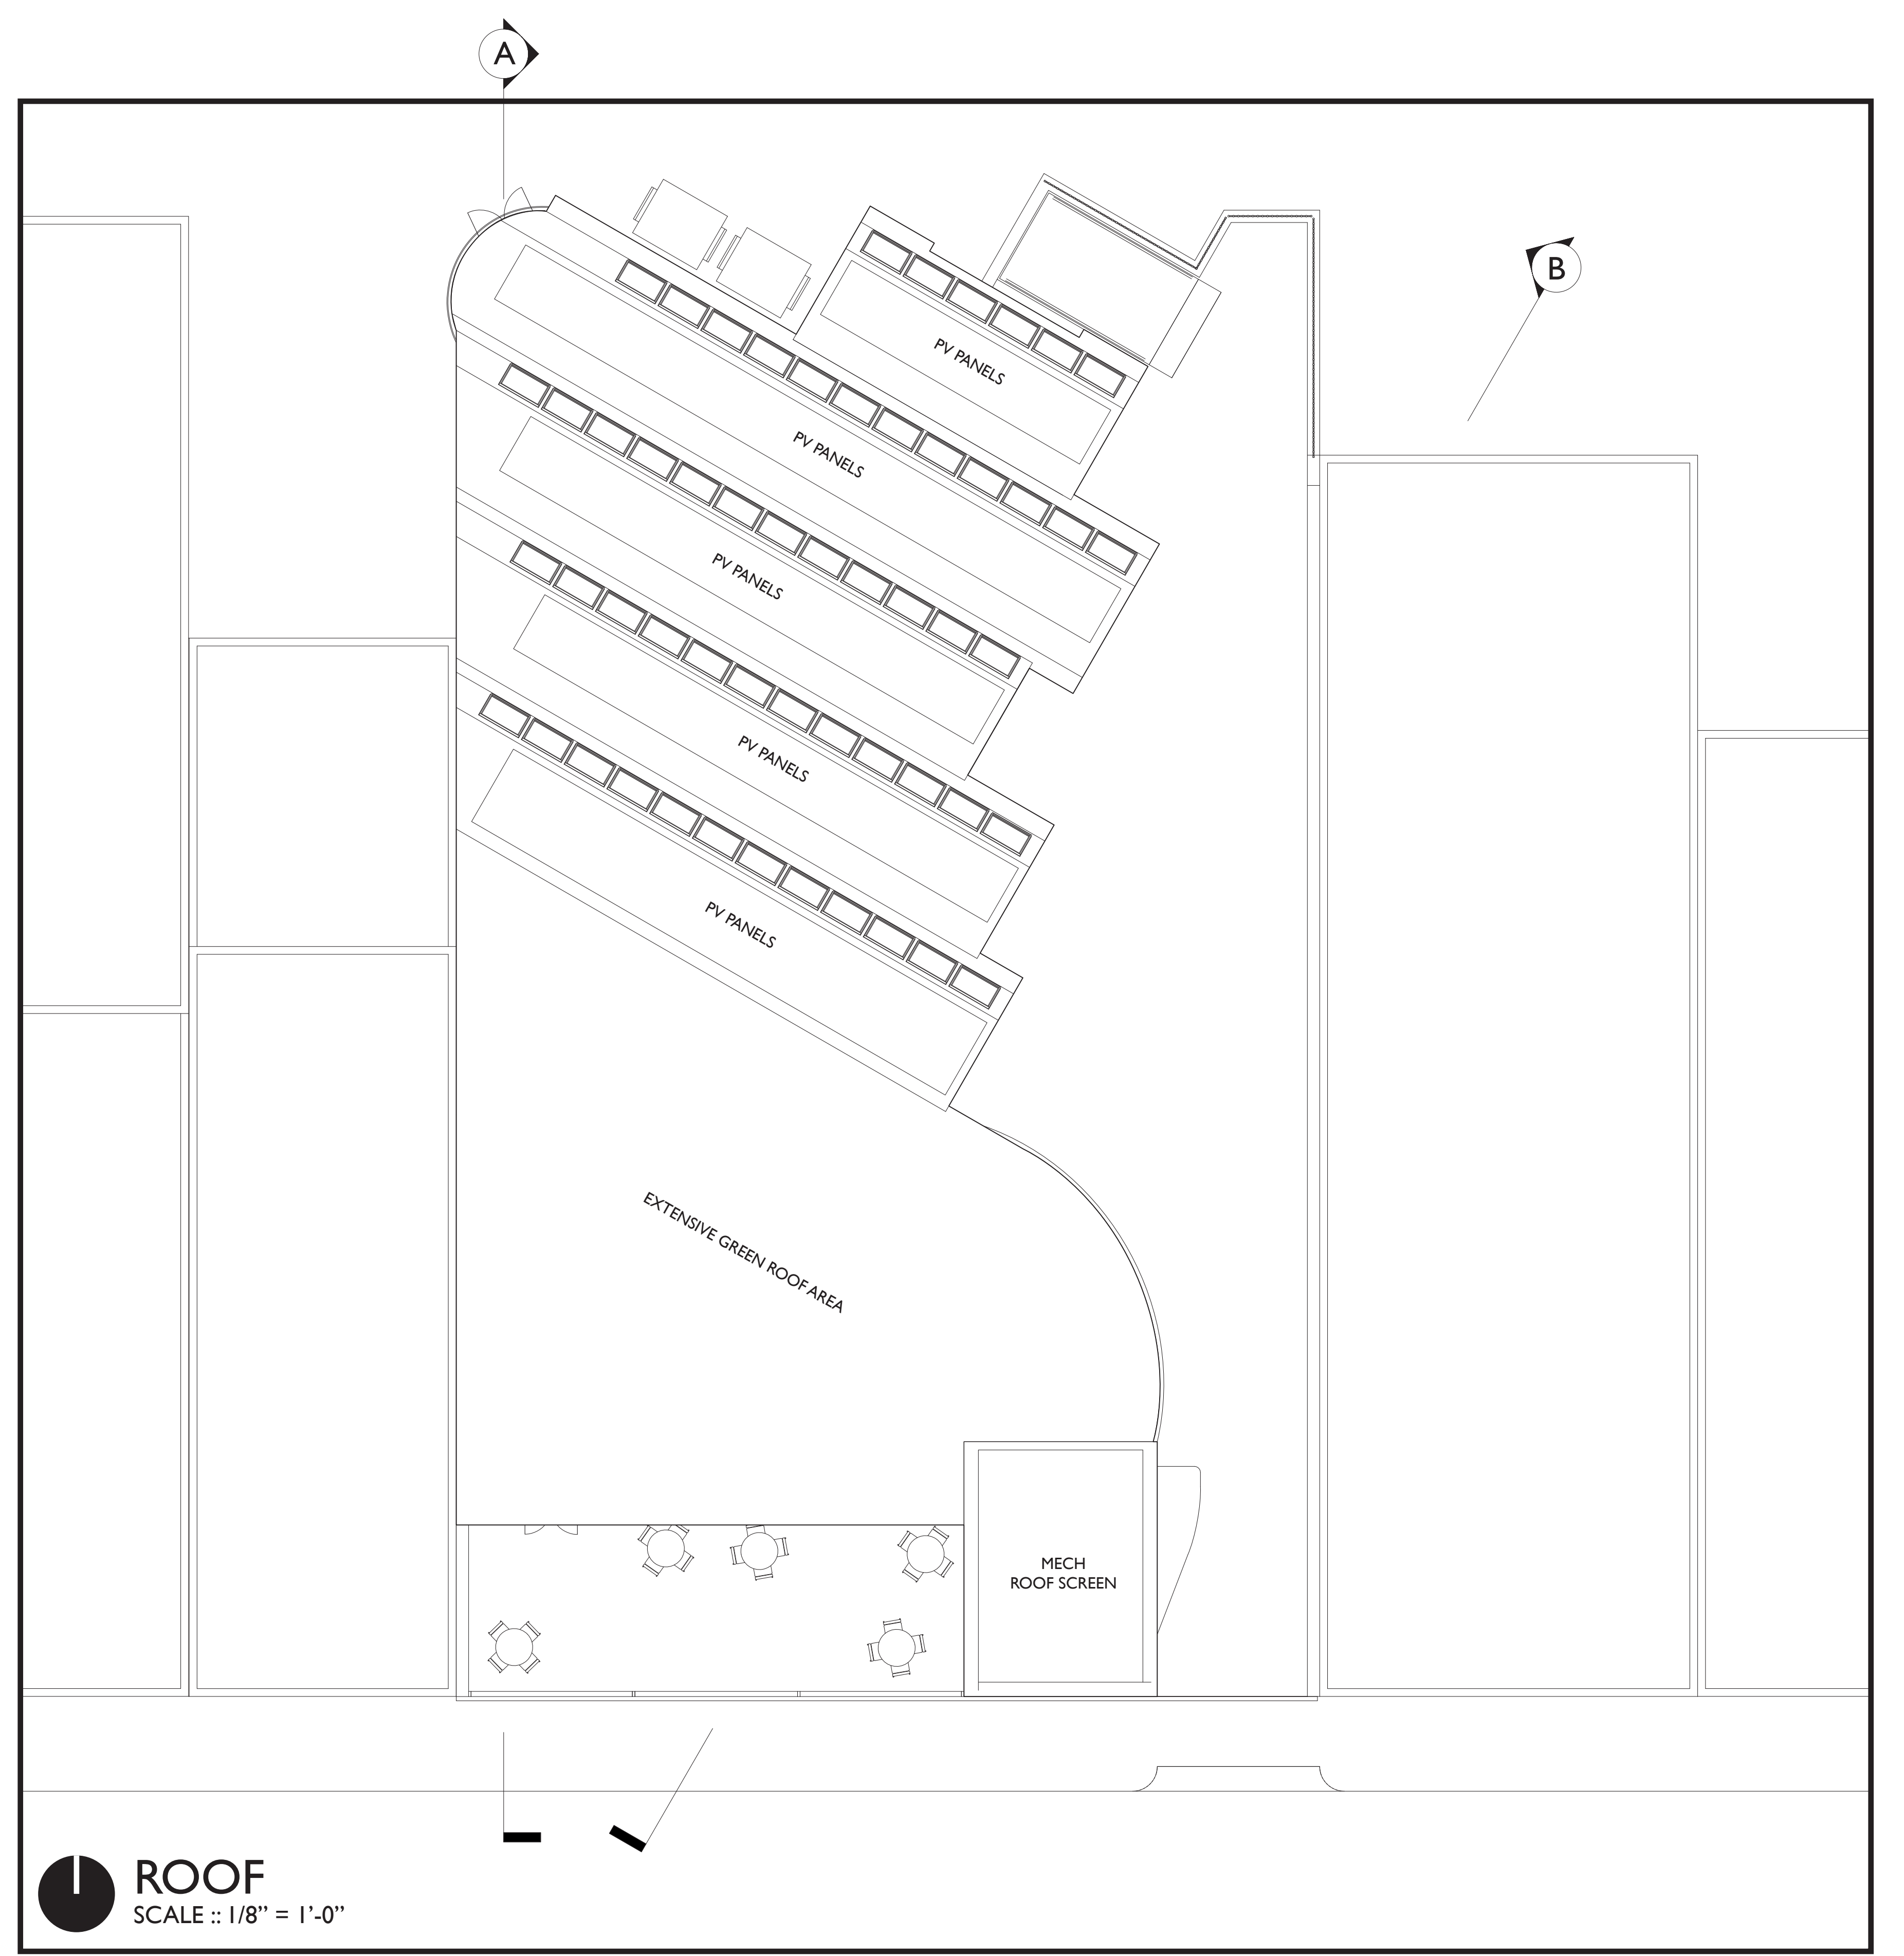 A
B
PV PANELS
PV PANELS
PV PANELS
PV PANELS
PV PANELS
EXTENSIVE GREEN ROOF AREA
MECH
ROOF SCREEN
ROOF
SCALE :: 1/8” = 1’-0”